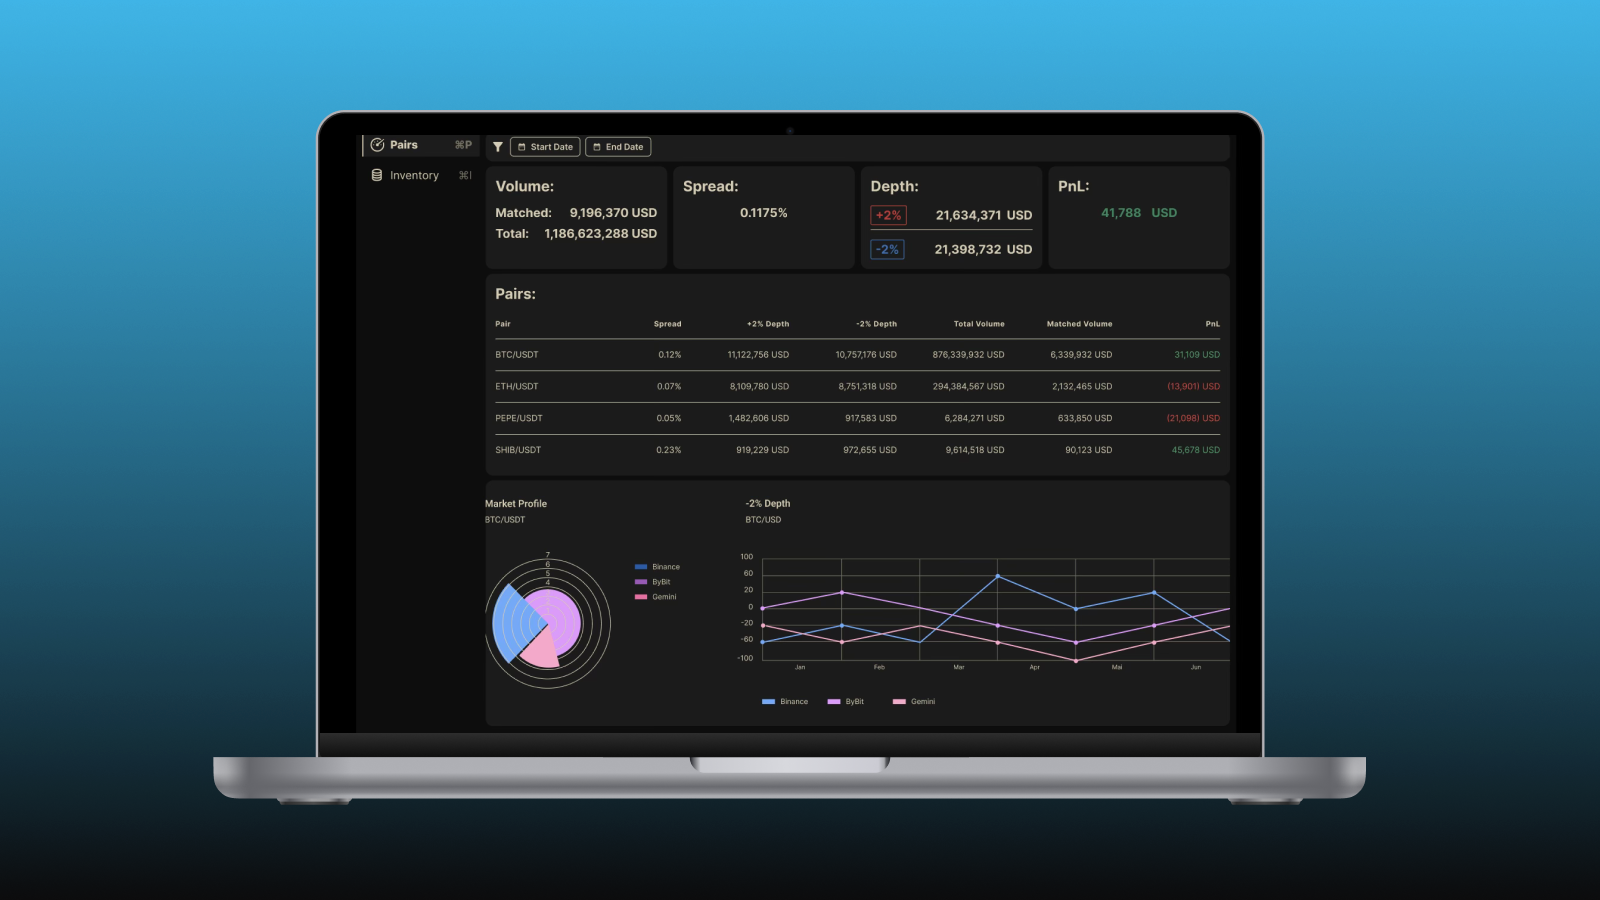 Pairs ⌘P
Inventory ⌘I
Start Date End Date
Volume:
Matched: 9,196,370 USD
Total: 1,186,623,288 USD
Spread:
0.1175%
Depth:
+2% 21,634,371 USD
-2% 21,398,732 USD
PnL:
41,788 USD
Pairs:
Pair Spread +2% Depth -2% Depth Total Volume Matched Volume PnL
BTC/USDT 0.12% 11,122,756 USD 10,757,176 USD 876,339,932 USD 6,339,932 USD 31,109 USD
ETH/USDT 0.07% 8,109,780 USD 8,751,318 USD 294,384,567 USD 2,132,465 USD (13,901) USD
PEPE/USDT 0.05% 1,482,606 USD 917,583 USD 6,284,271 USD 633,850 USD (21,098) USD
SHIB/USDT 0.23% 919,229 USD 972,655 USD 9,614,518 USD 90,123 USD 45,678 USD
Market Profile
BTC/USDT
7
6
5
4
Binance
ByBit
Gemini
-2% Depth
BTC/USD
100
60
20
0
-20
-60
-100
Jan Feb Mar Apr Mai Jun
Binance ByBit Gemini